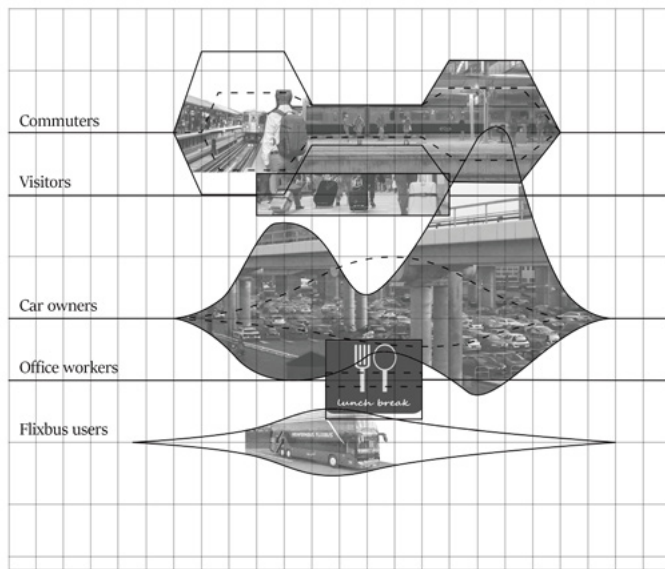 Commuters
Visitors
Car owners
Office workers
lunch break
Flixbus users